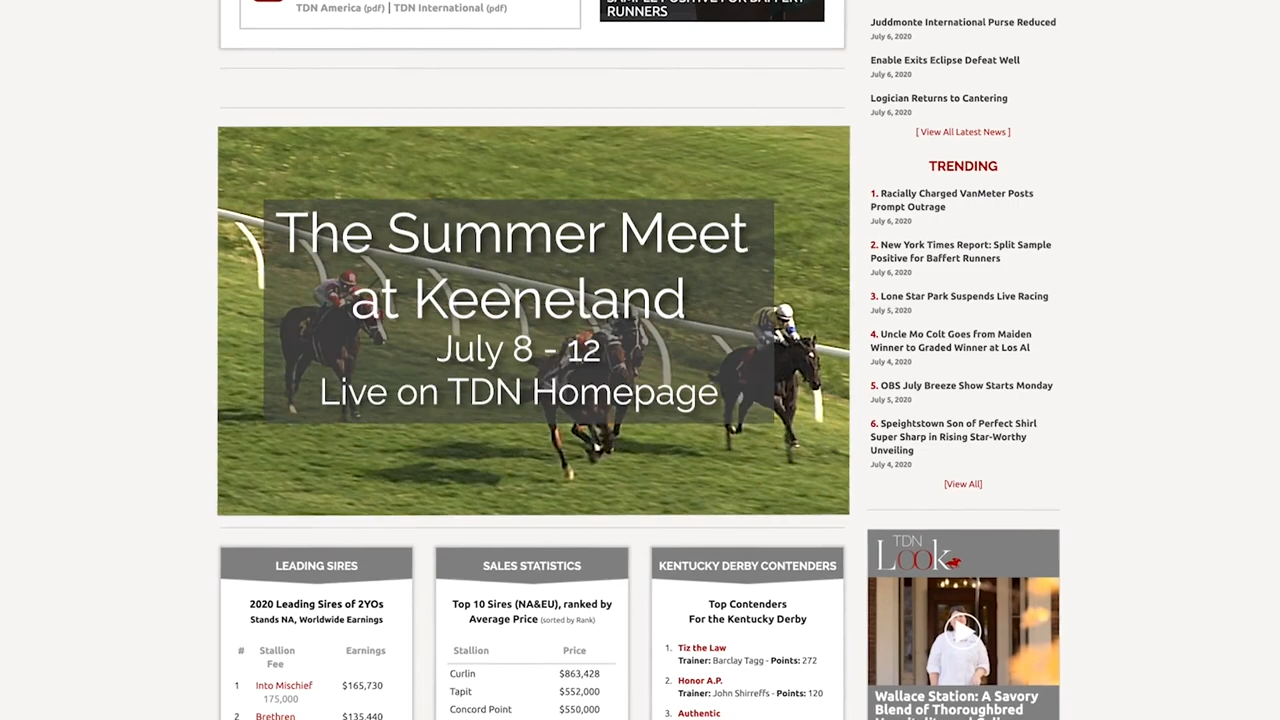 TDN America (pdf) | TDN International (pdf)
SAMPLE POSITIVE FOR BAFFERT
RUNNERS
The Summer Meet
at Keeneland
July 8 - 12
Live on TDN Homepage
LEADING SIRES
2020 Leading Sires of 2YOs
Stands NA, Worldwide Earnings
# Stallion Earnings
Fee
1 Into Mischief $165,730
175,000
2 Brethren $135,440
SALES STATISTICS
Top 10 Sires (NA&EU), ranked by
Average Price (sorted by Rank)
Stallion Price
Curlin $863,428
Tapit $552,000
Concord Point $550,000
KENTUCKY DERBY CONTENDERS
Top Contenders
For the Kentucky Derby
1. Tiz the Law
Trainer: Barclay Tagg - Points: 272
2. Honor A.P.
Trainer: John Shirreffs - Points: 120
3. Authentic
Juddmonte International Purse Reduced
July 6, 2020
Enable Exits Eclipse Defeat Well
July 6, 2020
Logician Returns to Cantering
July 6, 2020
[ View All Latest News ]
TRENDING
1. Racially Charged VanMeter Posts
Prompt Outrage
July 6, 2020
2. New York Times Report: Split Sample
Positive for Baffert Runners
July 6, 2020
3. Lone Star Park Suspends Live Racing
July 5, 2020
4. Uncle Mo Colt Goes from Maiden
Winner to Graded Winner at Los Al
July 4, 2020
5. OBS July Breeze Show Starts Monday
July 5, 2020
6. Speightstown Son of Perfect Shirl
Super Sharp in Rising Star-Worthy
Unveiling
July 4, 2020
[View All]
TDN
Look
Wallace Station: A Savory
Blend of Thoroughbred